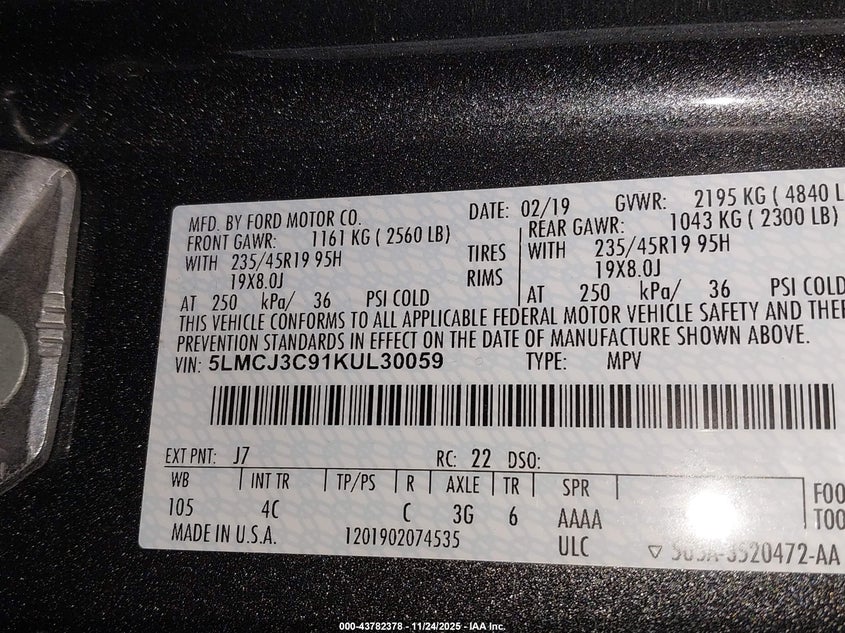 MFD. BY FORD MOTOR CO. DATE: 02/19 GVWR: 2195 KG ( 4840 L
FRONT GAWR: 1161 KG ( 2560 LB) REAR GAWR: 1043 KG ( 2300 LB)
WITH 235/45R19 95H TIRES WITH 235/45R19 95H
19X8.0J RIMS 19X8.0J
AT 250 kPa/ 36 PSI COLD AT 250 kPa/ 36 PSI COLD
THIS VEHICLE CONFORMS TO ALL APPLICABLE FEDERAL MOTOR VEHICLE SAFETY AND THEF
PREVENTION STANDARDS IN EFFECT ON THE DATE OF MANUFACTURE SHOWN ABOVE.
VIN: 5LMCJ3C91KUL30059 TYPE: MPV
EXT PNT: J7 RC: 22 DSO:
WB INT TR TP/PS R AXLE TR SPR
105 4C C 3G 6 AAAA
FOO
TOO
MADE IN U.S.A. 1201902074535 ULC
3520472-AA
000-43782378 - 11/24/2025 - IAA Inc.